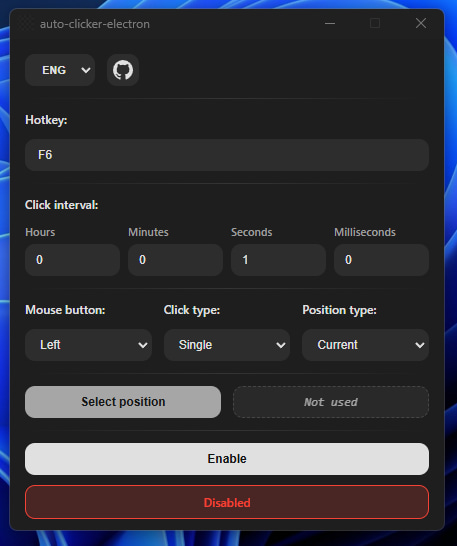 auto-clicker-electron
ENG
Hotkey:
F6
Click interval:
Hours Minutes Seconds Milliseconds
0 0 1 0
Mouse button: Click type: Position type:
Left Single Current
Select position Not used
Enable
Disabled